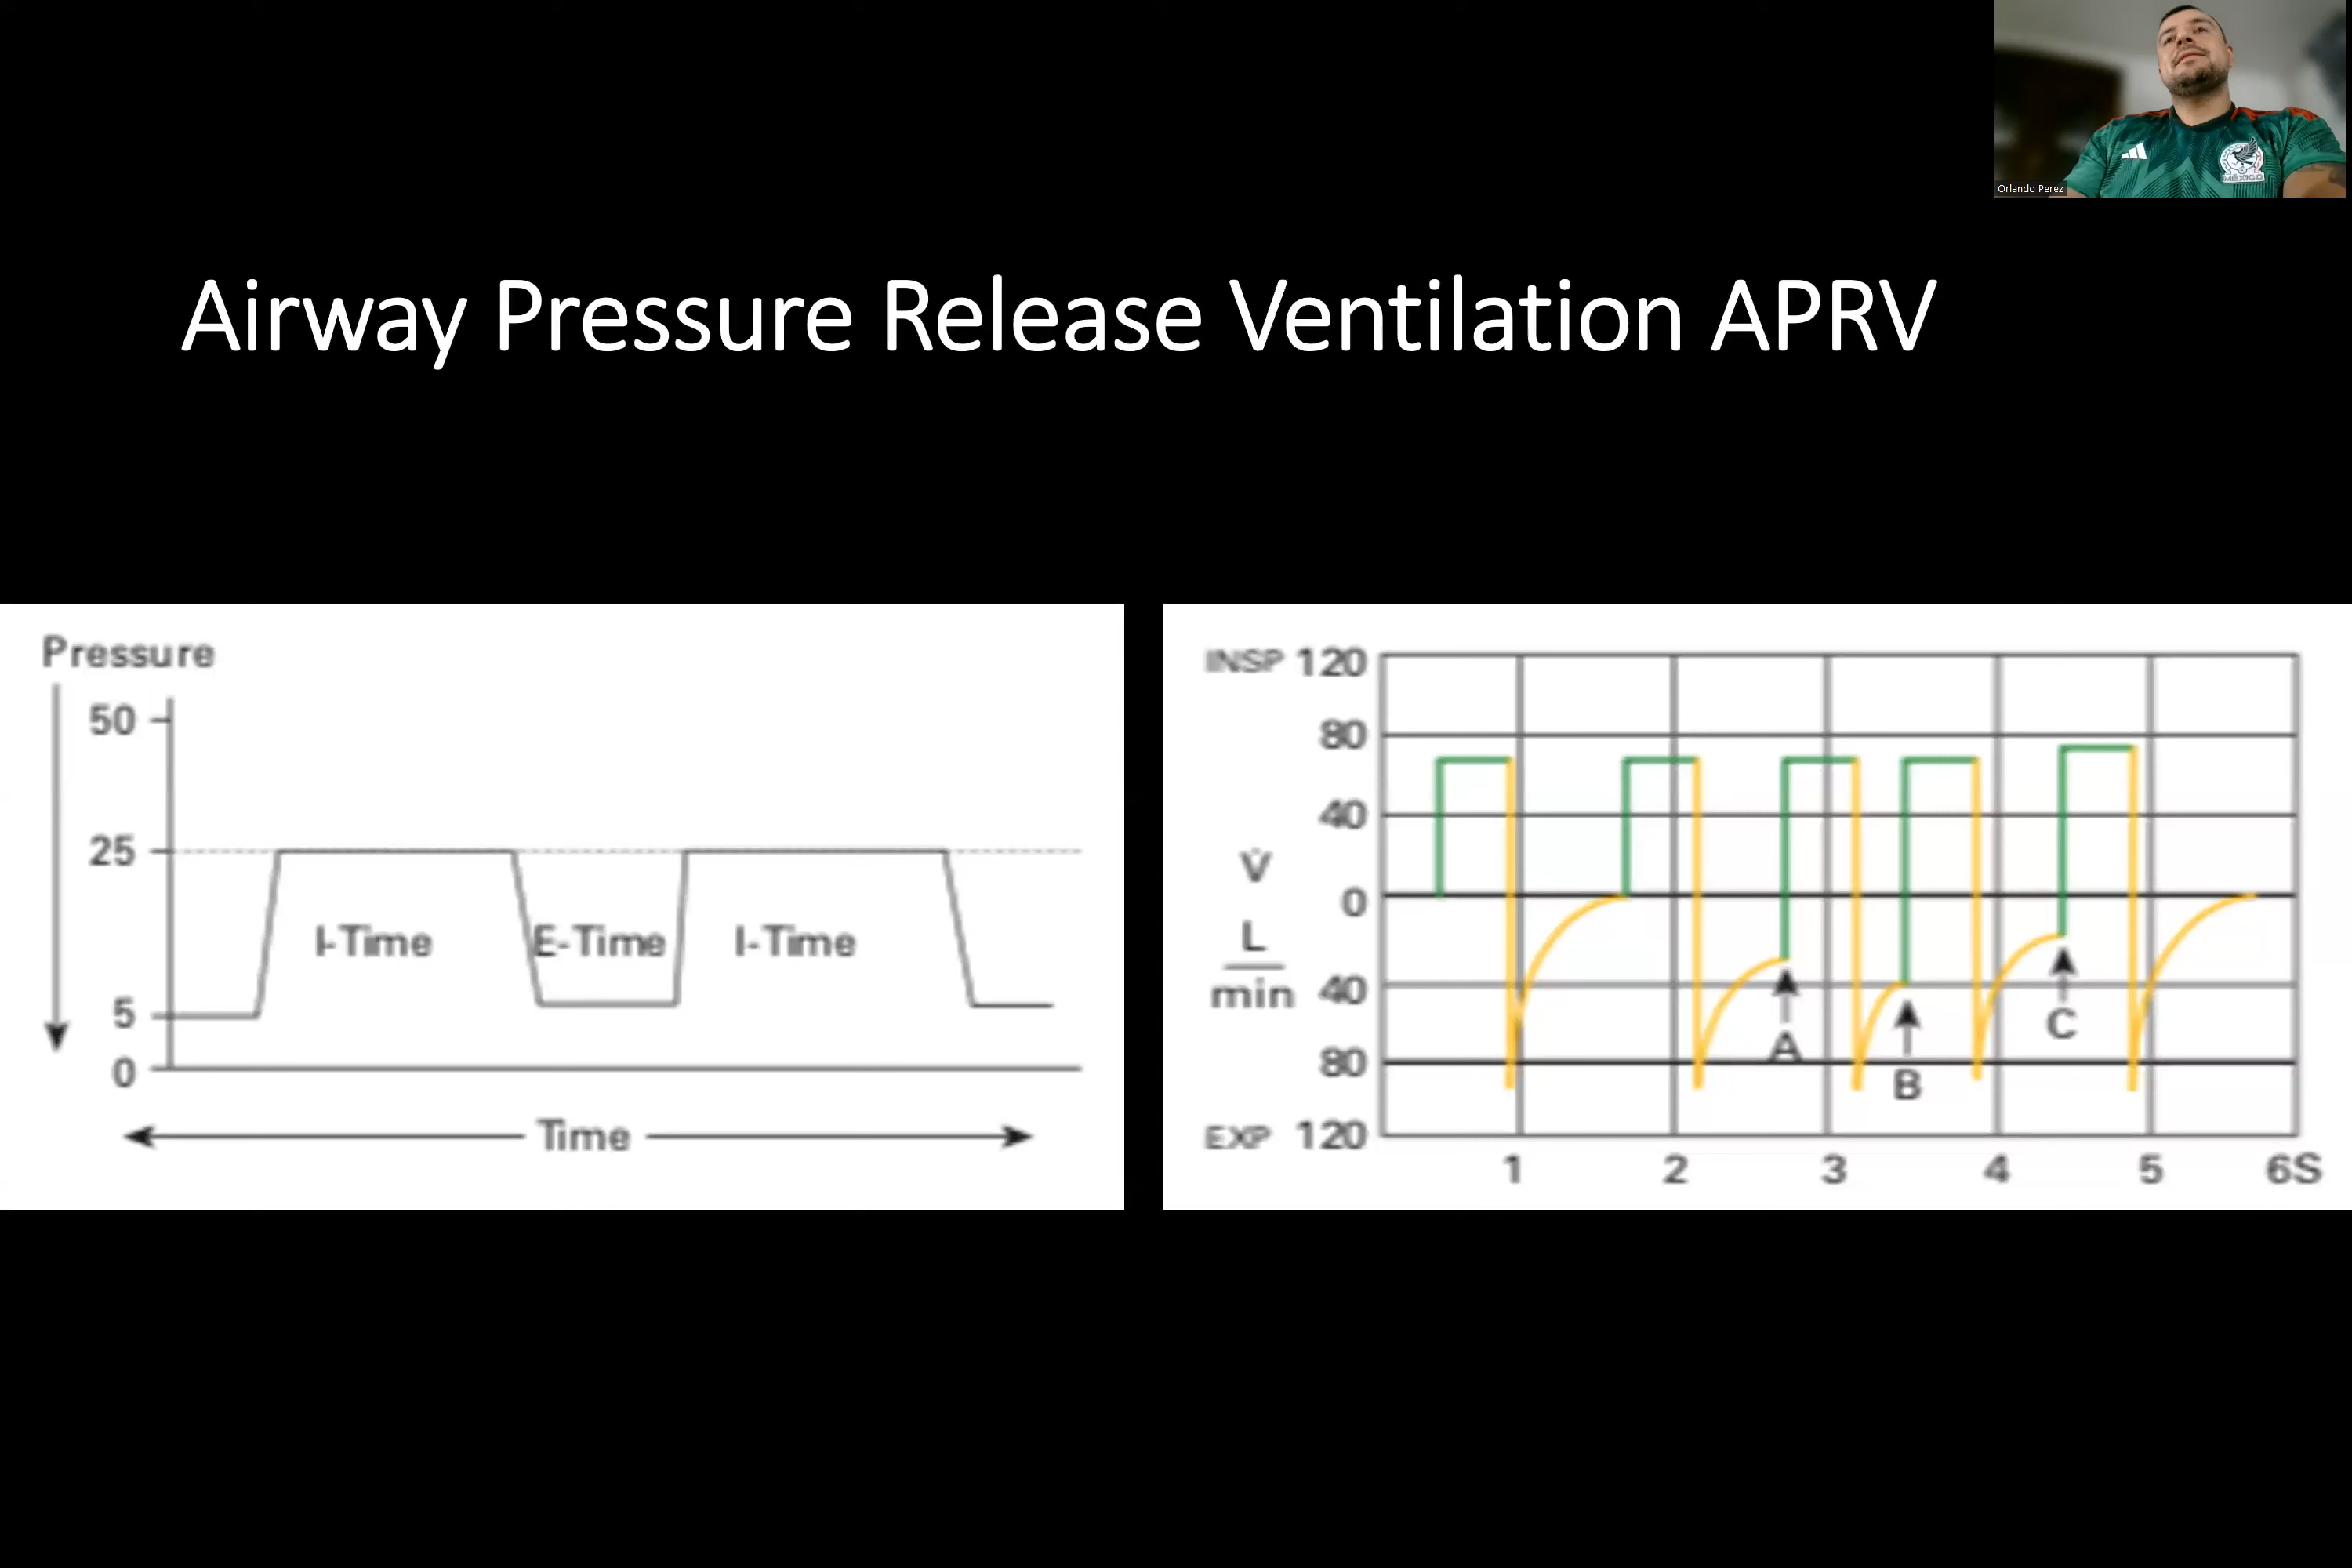 Orlando Perez
MEXICO
Airway Pressure Release Ventilation APRV
Pressure
50
25
5
0
I-Time
E-Time
I-Time
Time
INSP 120
80
40
0
40
80
EXP 120
V̇
L
min
A
B
C
1
2
3
4
5
6S